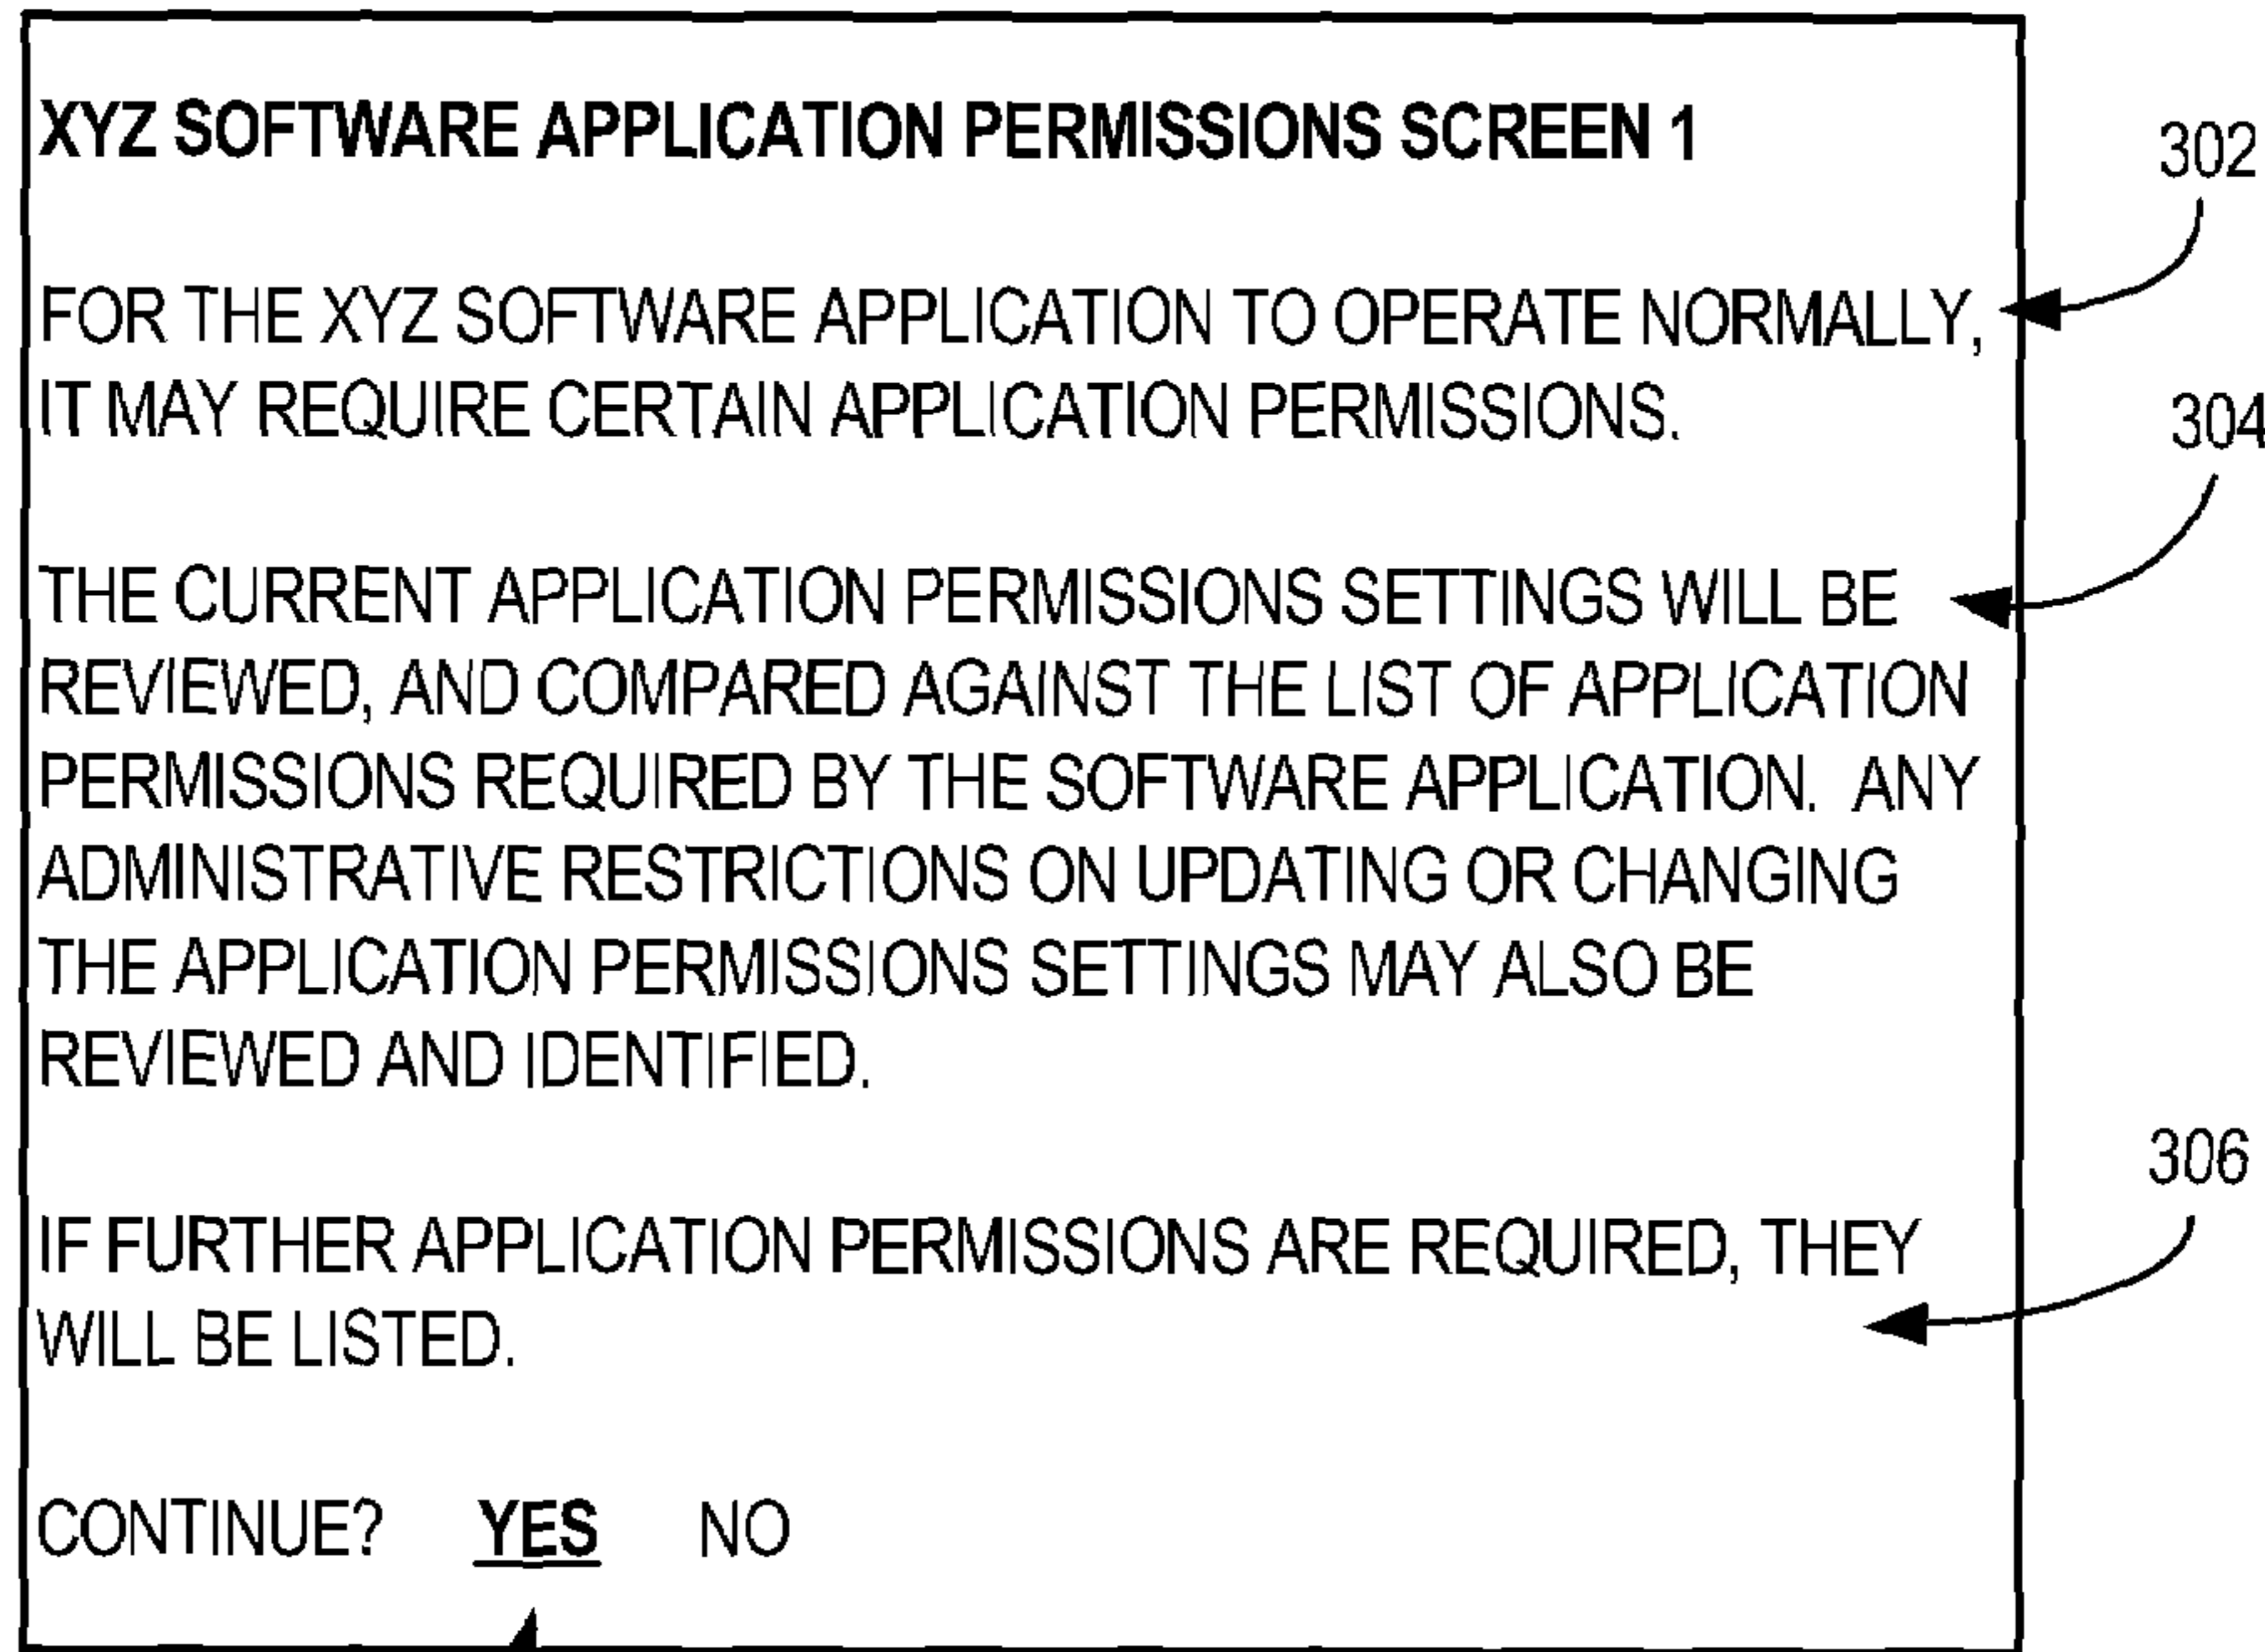 XYZ SOFTWARE APPLICATION PERMISSIONS SCREEN 1
302
FOR THE XYZ SOFTWARE APPLICATION TO OPERATE NORMALLY,
IT MAY REQUIRE CERTAIN APPLICATION PERMISSIONS.
304
THE CURRENT APPLICATION PERMISSIONS SETTINGS WILL BE
REVIEWED, AND COMPARED AGAINST THE LIST OF APPLICATION
PERMISSIONS REQUIRED BY THE SOFTWARE APPLICATION. ANY
ADMINISTRATIVE RESTRICTIONS ON UPDATING OR CHANGING
THE APPLICATION PERMISSIONS SETTINGS MAY ALSO BE
REVIEWED AND IDENTIFIED.
306
IF FURTHER APPLICATION PERMISSIONS ARE REQUIRED, THEY
WILL BE LISTED.
CONTINUE? YES NO